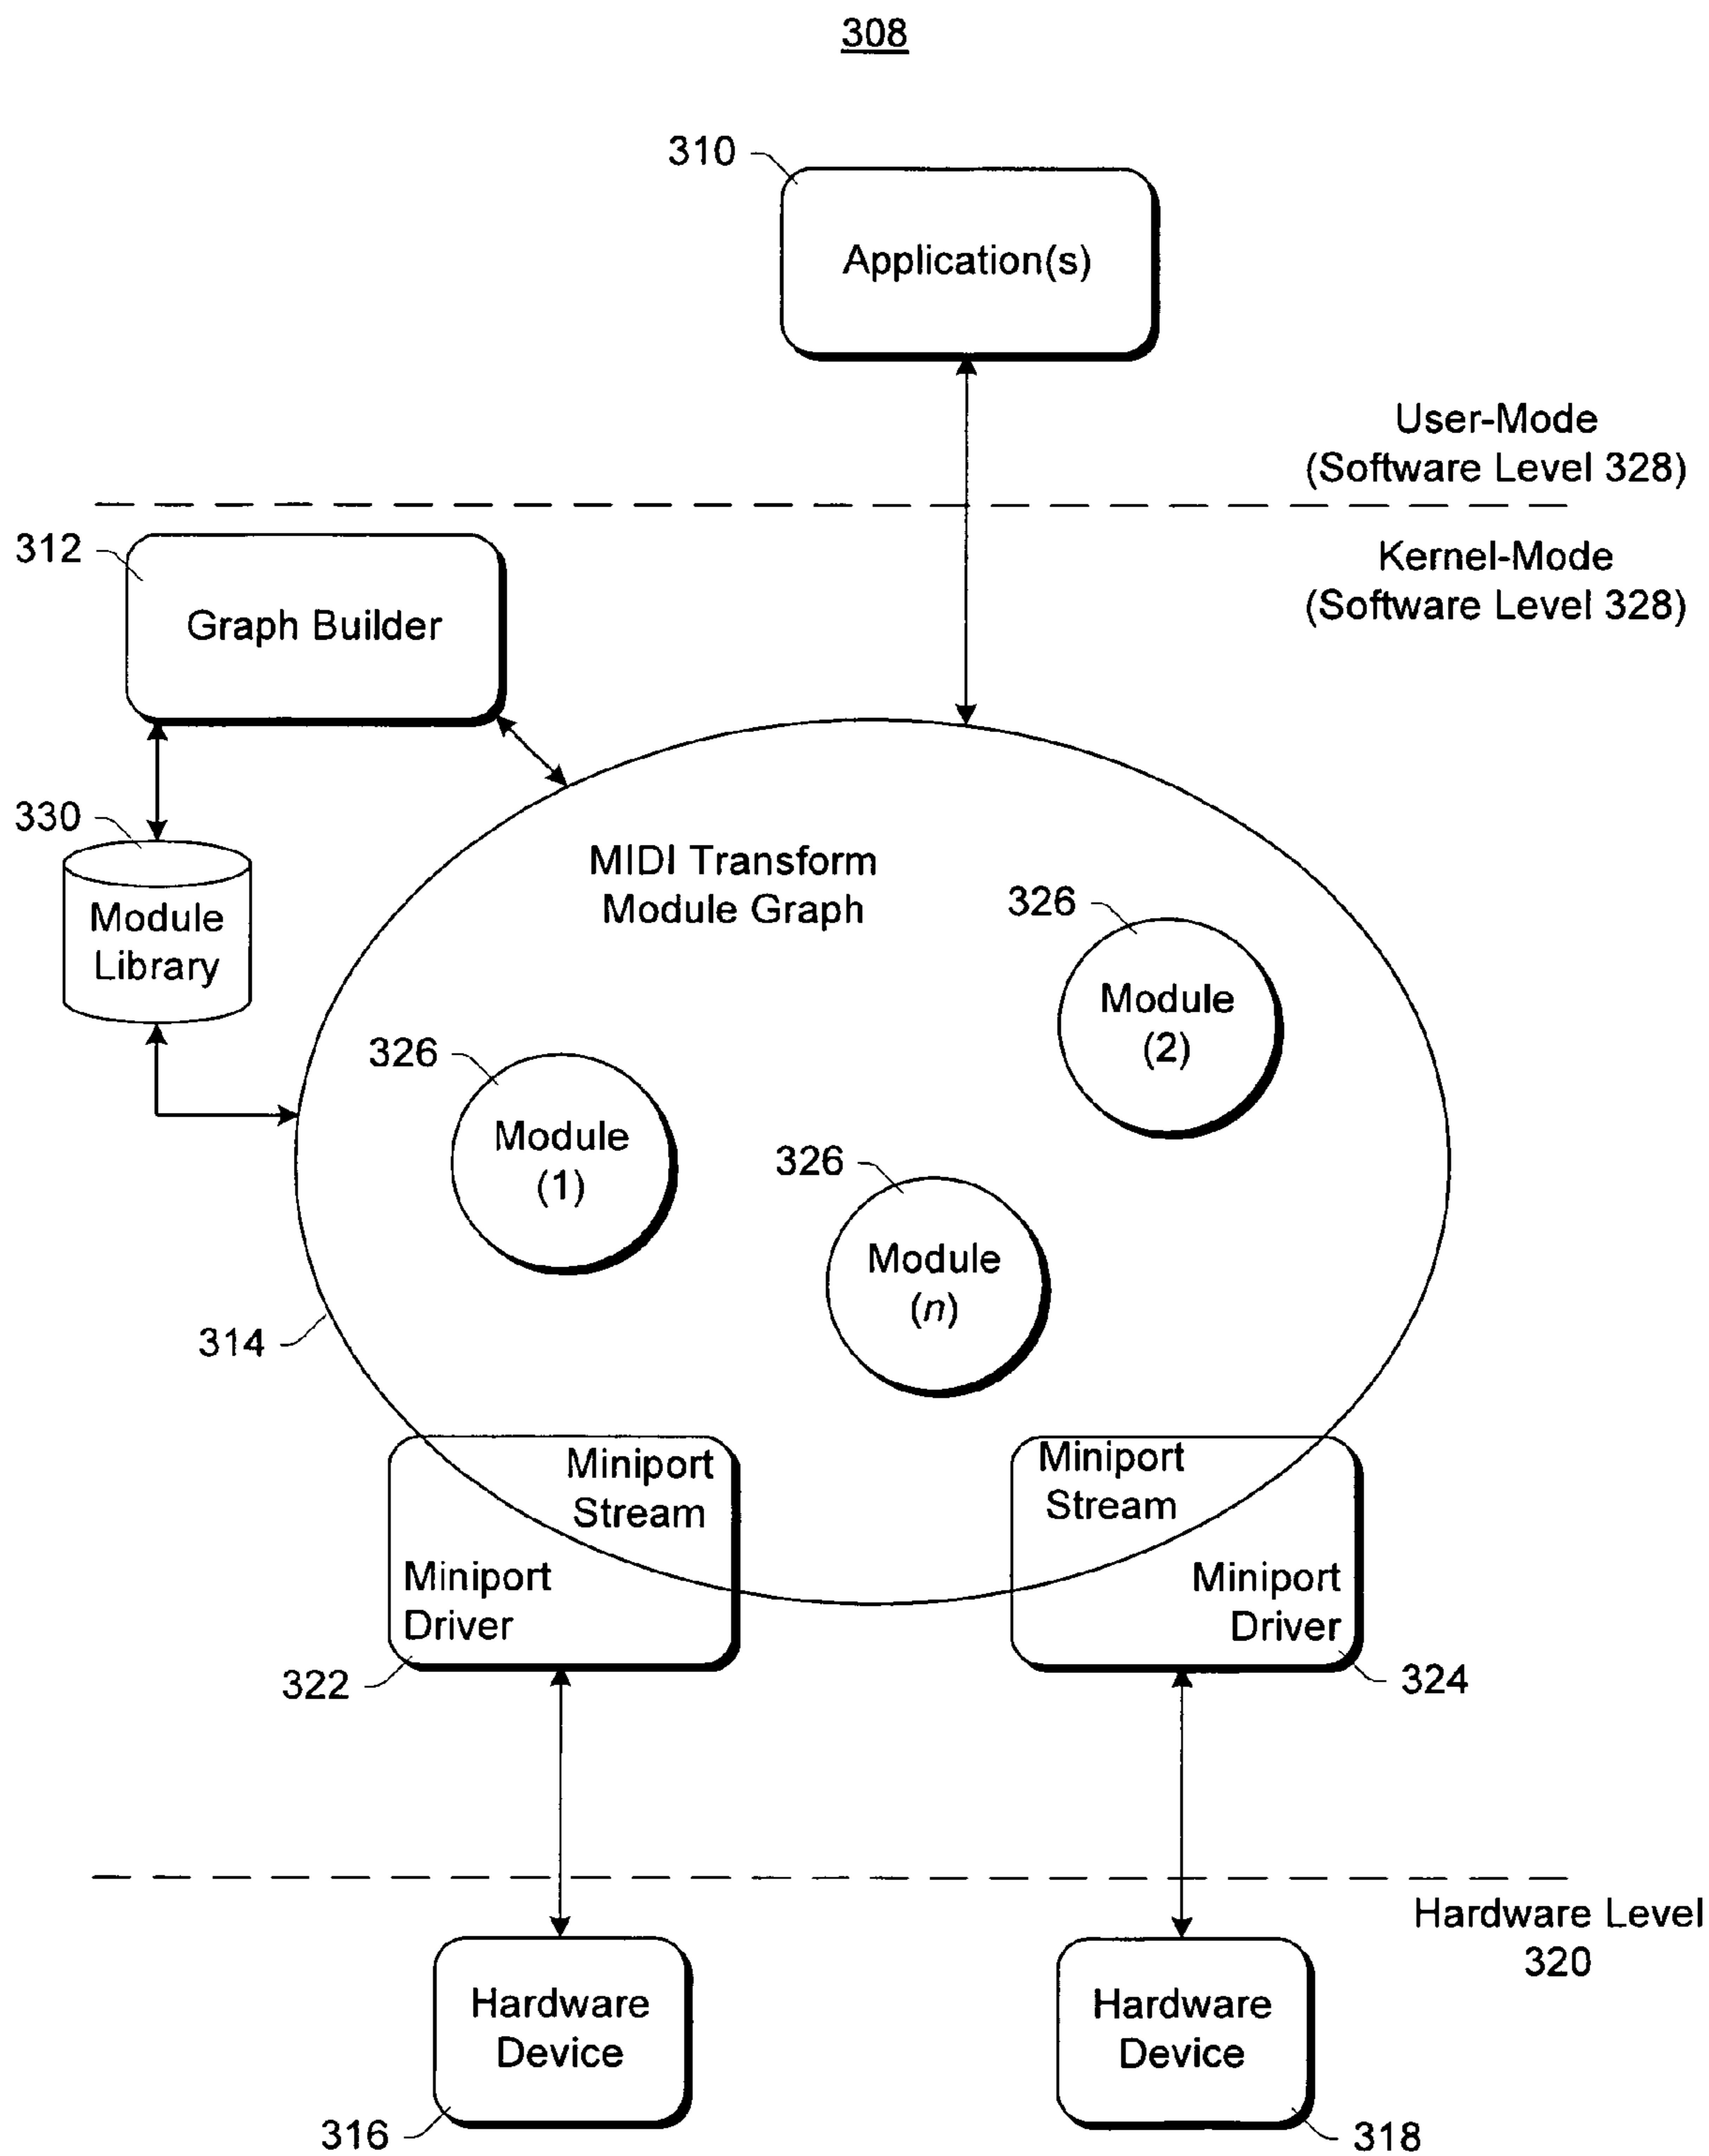 308
310
Application(s)
User-Mode
(Software Level 328)
Kernel-Mode
(Software Level 328)
312
Graph Builder
330
Module
Library
MIDI Transform
Module Graph
326
Module
(2)
326
Module
(1)
326
Module
(n)
314
Miniport
Stream
Miniport
Driver
322
Miniport
Stream
Miniport
Driver
324
Hardware Level
320
Hardware
Device
316
Hardware
Device
318